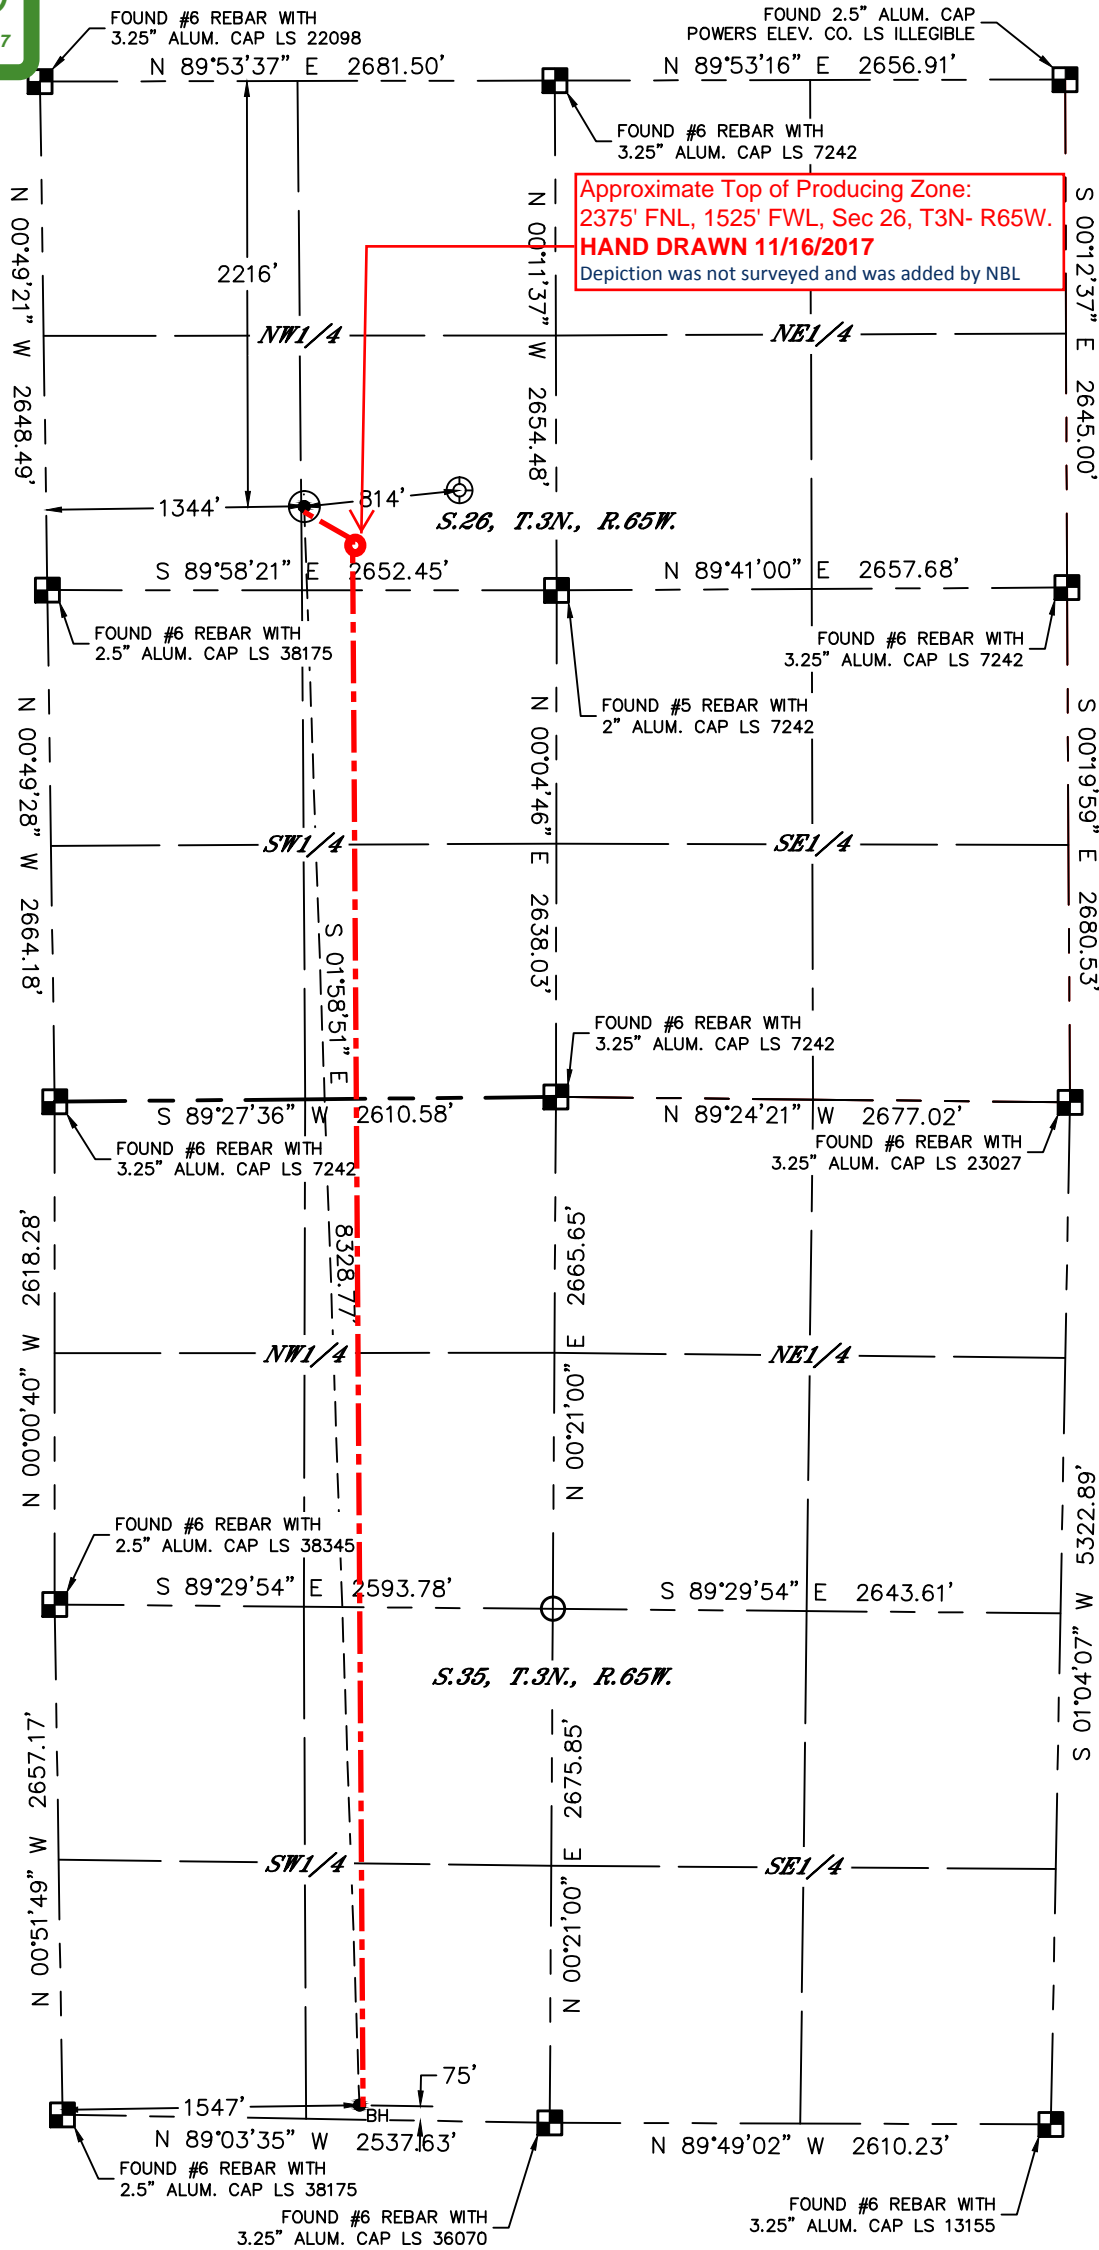 7
FOUND #6 REBAR WITH
3.25" ALUM. CAP LS 22098
FOUND 2.5" ALUM. CAP
POWERS ELEV. CO. LS ILLEGIBLE
N 89°53'37" E 2681.50'
N 89°53'16" E 2656.91'
FOUND #6 REBAR WITH
3.25" ALUM. CAP LS 7242
Approximate Top of Producing Zone:
2375' FNL, 1525' FWL, Sec 26, T3N- R65W.
HAND DRAWN 11/16/2017
Depiction was not surveyed and was added by NBL
N 00°49'21" W 2648.49'
2216'
N 00°11'37" W 2654.48'
S 00°12'37" E 2645.00'
NW1/4
NE1/4
1344'
814'
S.26, T.3N., R.65W.
S 89°58'21" E 2652.45'
N 89°41'00" E 2657.68'
FOUND #6 REBAR WITH
2.5" ALUM. CAP LS 38175
FOUND #6 REBAR WITH
3.25" ALUM. CAP LS 7242
FOUND #5 REBAR WITH
2" ALUM. CAP LS 7242
N 00°49'28" W 2664.18'
N 00°04'46" E 2638.03'
S 00°19'59" E 2680.53'
SW1/4
SE1/4
S 01°58'51" E 8328.77'
FOUND #6 REBAR WITH
3.25" ALUM. CAP LS 7242
S 89°27'36" W 2610.58'
N 89°24'21" W 2677.02'
FOUND #6 REBAR WITH
3.25" ALUM. CAP LS 7242
FOUND #6 REBAR WITH
3.25" ALUM. CAP LS 23027
N 00°00'40" W 2618.28'
N 00°21'00" E 2665.65'
NW1/4
NE1/4
S 01°04'07" W 5322.89'
FOUND #6 REBAR WITH
2.5" ALUM. CAP LS 38345
S 89°29'54" E 2593.78'
S 89°29'54" E 2643.61'
S.35, T.3N., R.65W.
N 00°51'49" W 2657.17'
N 00°21'00" E 2675.85'
SW1/4
SE1/4
75'
1547'
BH
N 89°03'35" W 2537.63'
N 89°49'02" W 2610.23'
FOUND #6 REBAR WITH
2.5" ALUM. CAP LS 38175
FOUND #6 REBAR WITH
3.25" ALUM. CAP LS 36070
FOUND #6 REBAR WITH
3.25" ALUM. CAP LS 13155